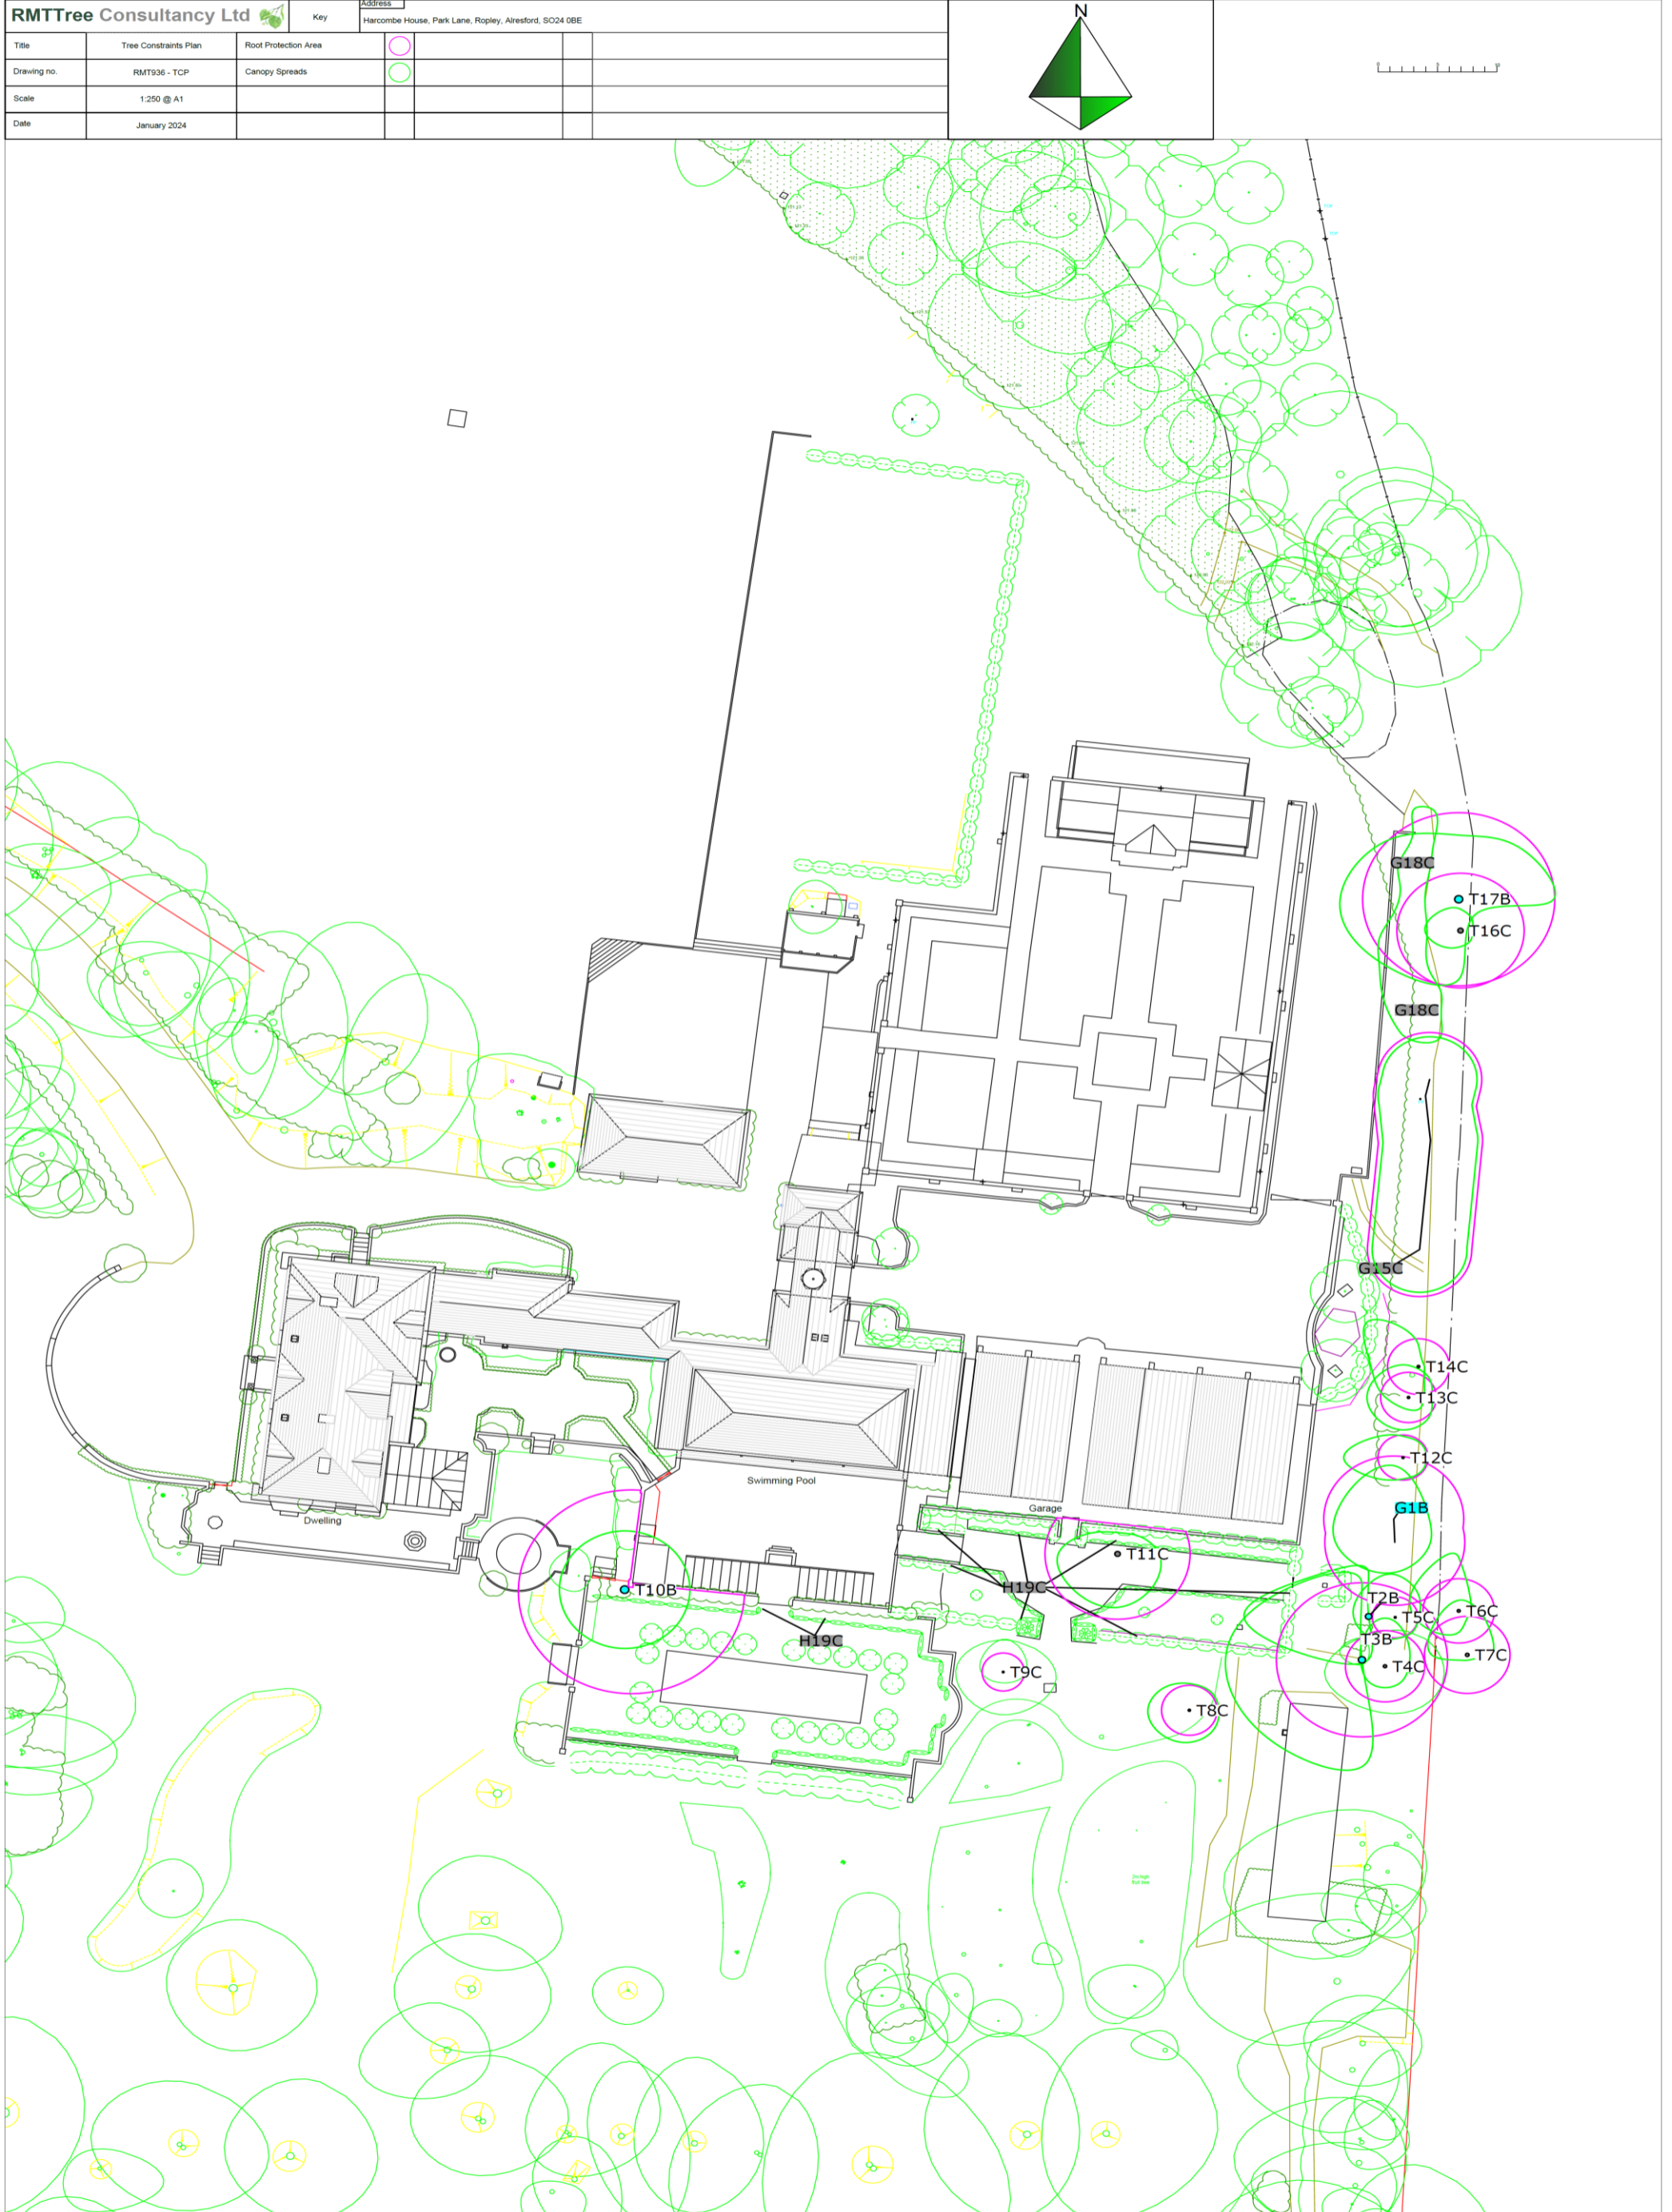 RMTTree Consultancy Ltd
Key
Address
Harcombe House, Park Lane, Ropley, Alresford, SO24 0BE
Title
Tree Constraints Plan
Root Protection Area
Drawing no.
RMT936 - TCP
Canopy Spreads
Scale
1:250 @ A1
Date
January 2024
N
G18C
T17B
T16C
G18C
G15C
T14C
T13C
T12C
Swimming Pool
G1B
Garage
Dwelling
T11C
T10B
H19C
T2B
T6C
T5C
H19C
T3B
T7C
T4C
T9C
T8C